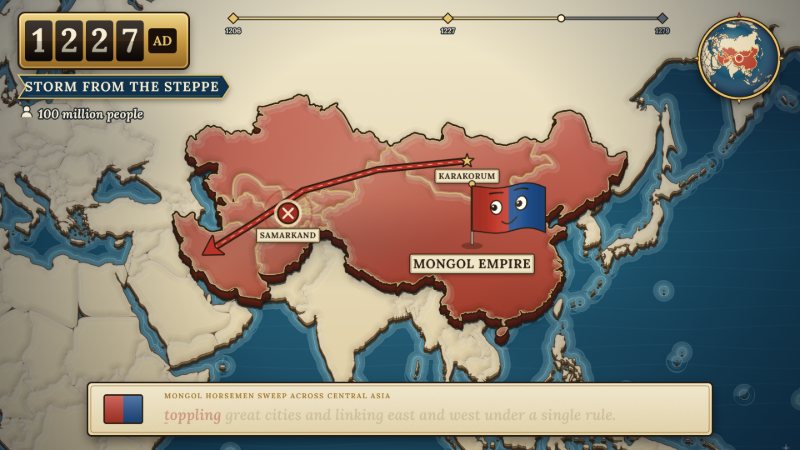 1227 AD
1206
1227
1279
STORM FROM THE STEPPE
100 million people
KARAKORUM
SAMARKAND
MONGOL EMPIRE
MONGOL HORSEMEN SWEEP ACROSS CENTRAL ASIA
toppling great cities and linking east and west under a single rule.